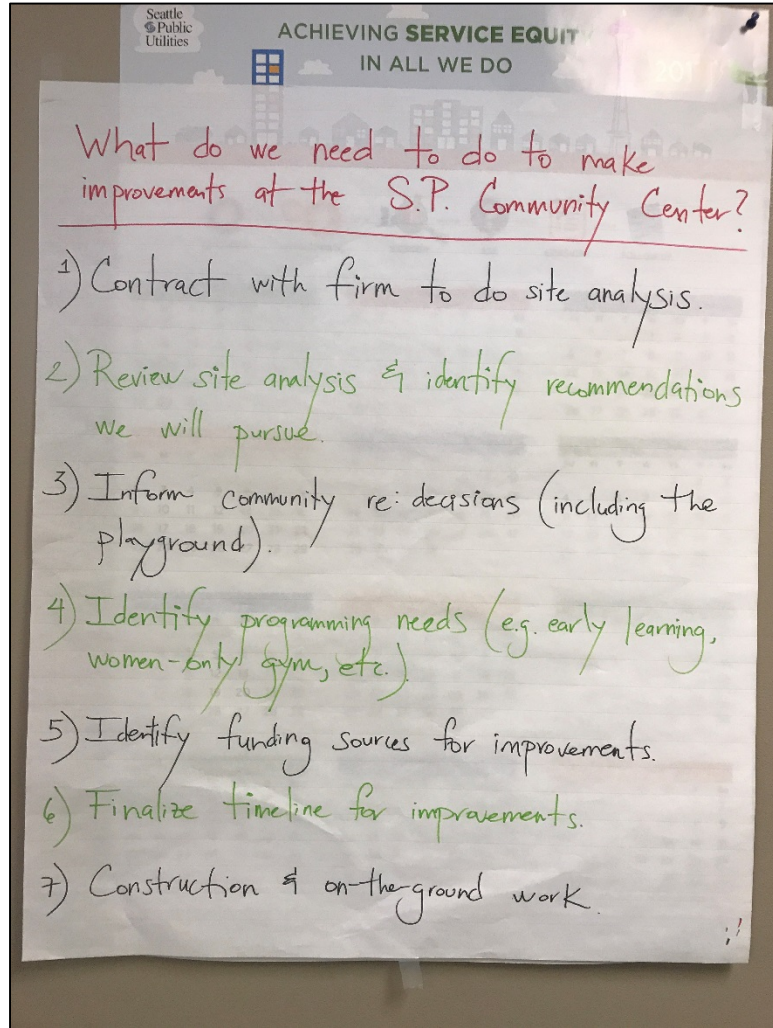 Seattle
Public
Utilities
ACHIEVING SERVICE EQUIT
IN ALL WE DO
201
What do we need to do to make
improvements at the S.P. Community Center?
1) Contract with firm to do site analysis.
2) Review site analysis & identify recommendations
we will pursue.
3) Inform community re: decisions (including the
playground).
4) Identify programming needs (e.g. early learning,
women-only gym, etc.)
5) Identify funding sources for improvements.
6) Finalize timeline for improvements.
7) Construction & on-the-ground work.